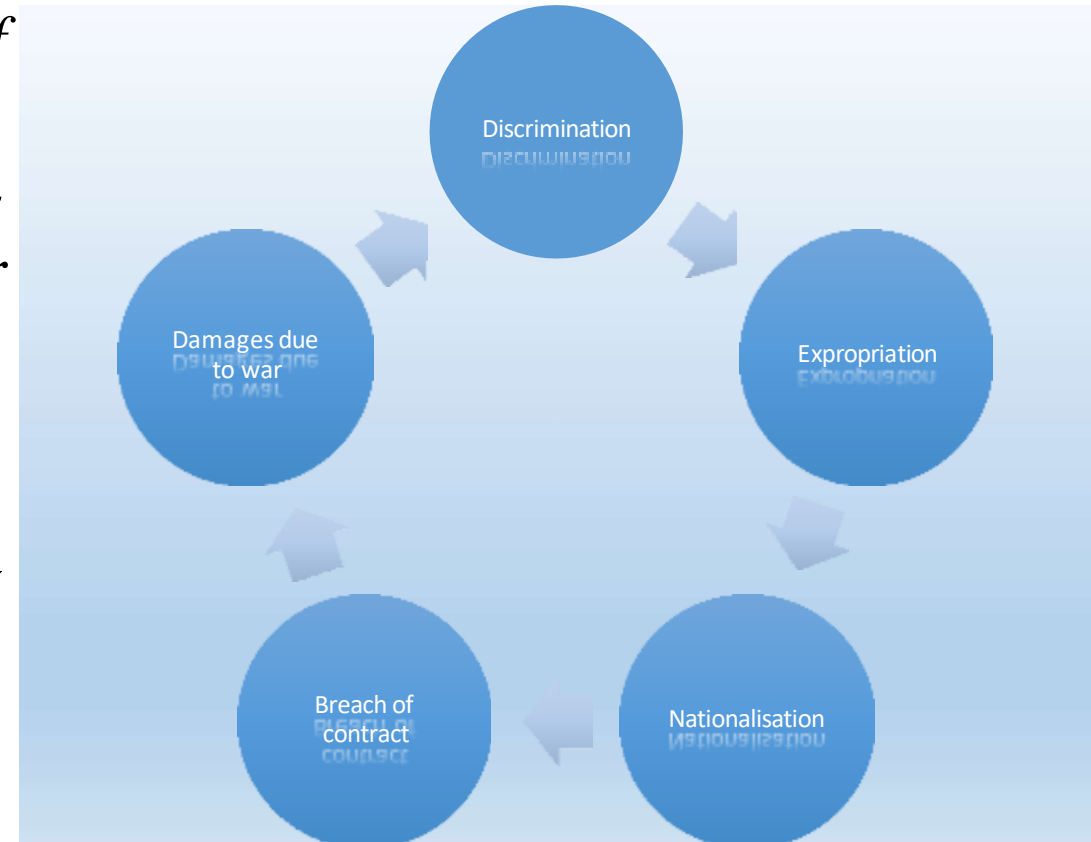 Discrimination
Expropriation
Nationalisation
Breach of
contract
Damages due
to war